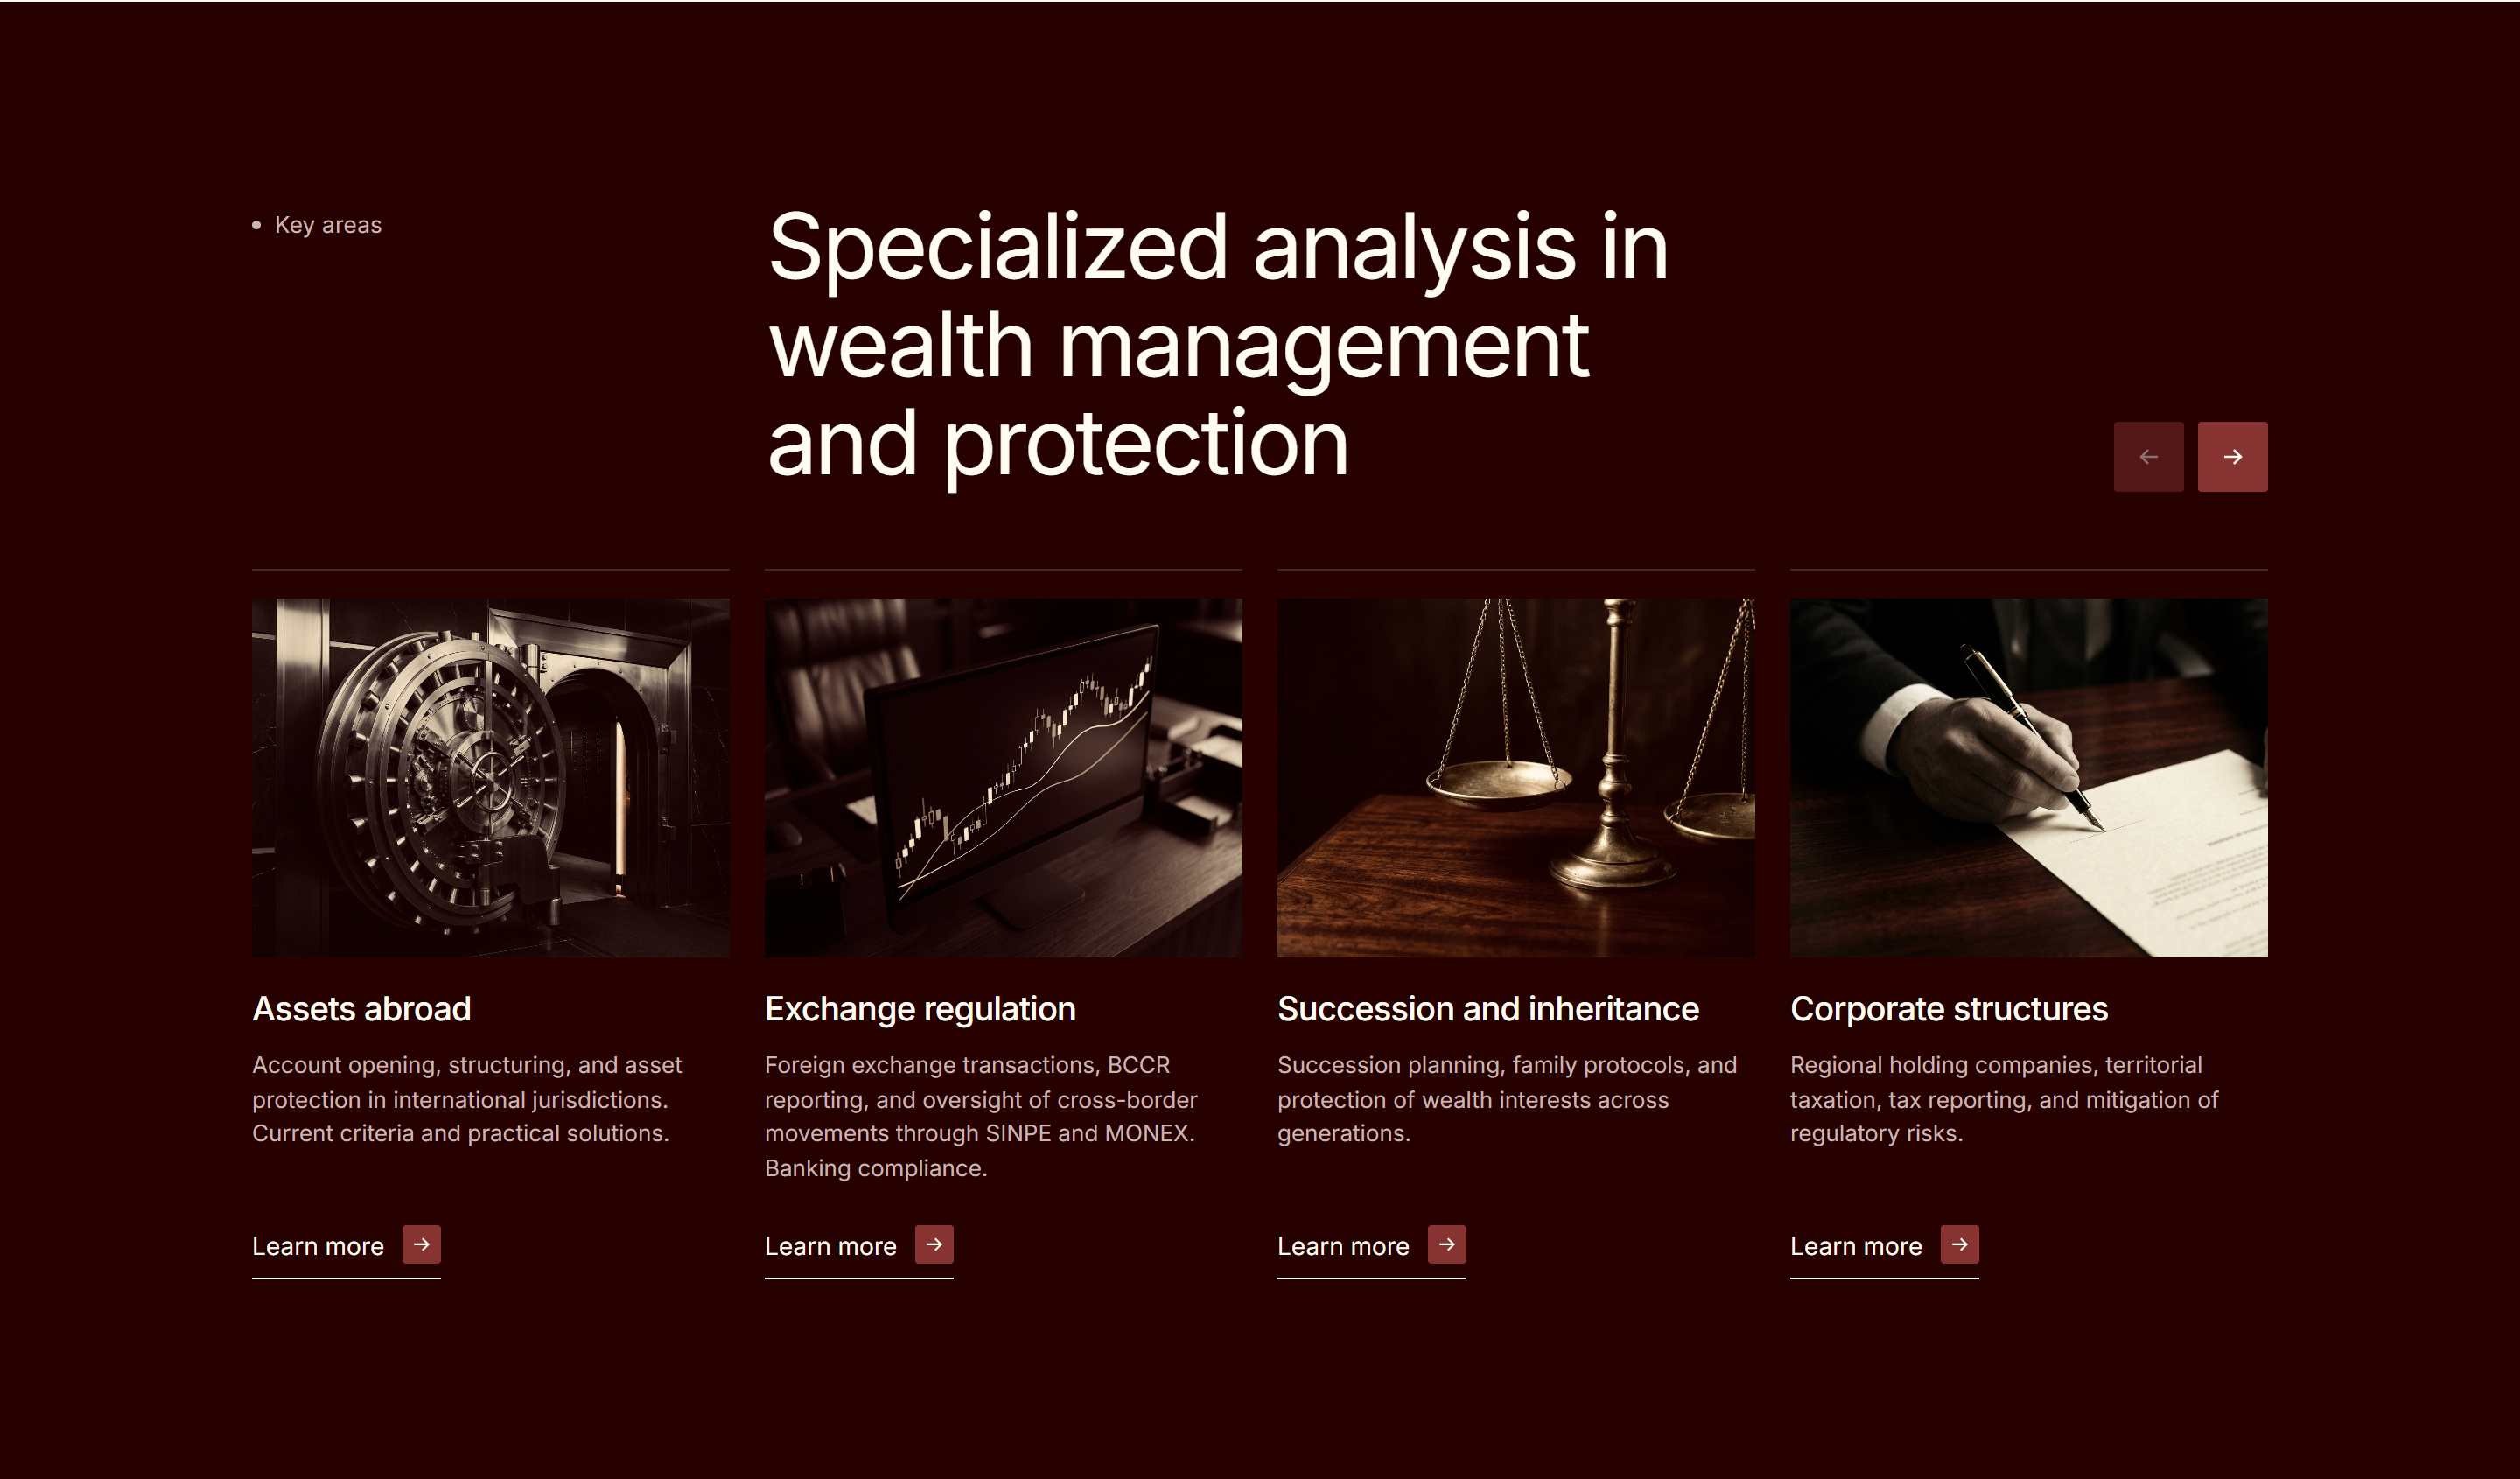 Key areas
Specialized analysis in
wealth management
and protection
Assets abroad
Account opening, structuring, and asset
protection in international jurisdictions.
Current criteria and practical solutions.
Learn more
Exchange regulation
Foreign exchange transactions, BCCR
reporting, and oversight of cross-border
movements through SINPE and MONEX.
Banking compliance.
Learn more
Succession and inheritance
Succession planning, family protocols, and
protection of wealth interests across
generations.
Learn more
Corporate structures
Regional holding companies, territorial
taxation, tax reporting, and mitigation of
regulatory risks.
Learn more